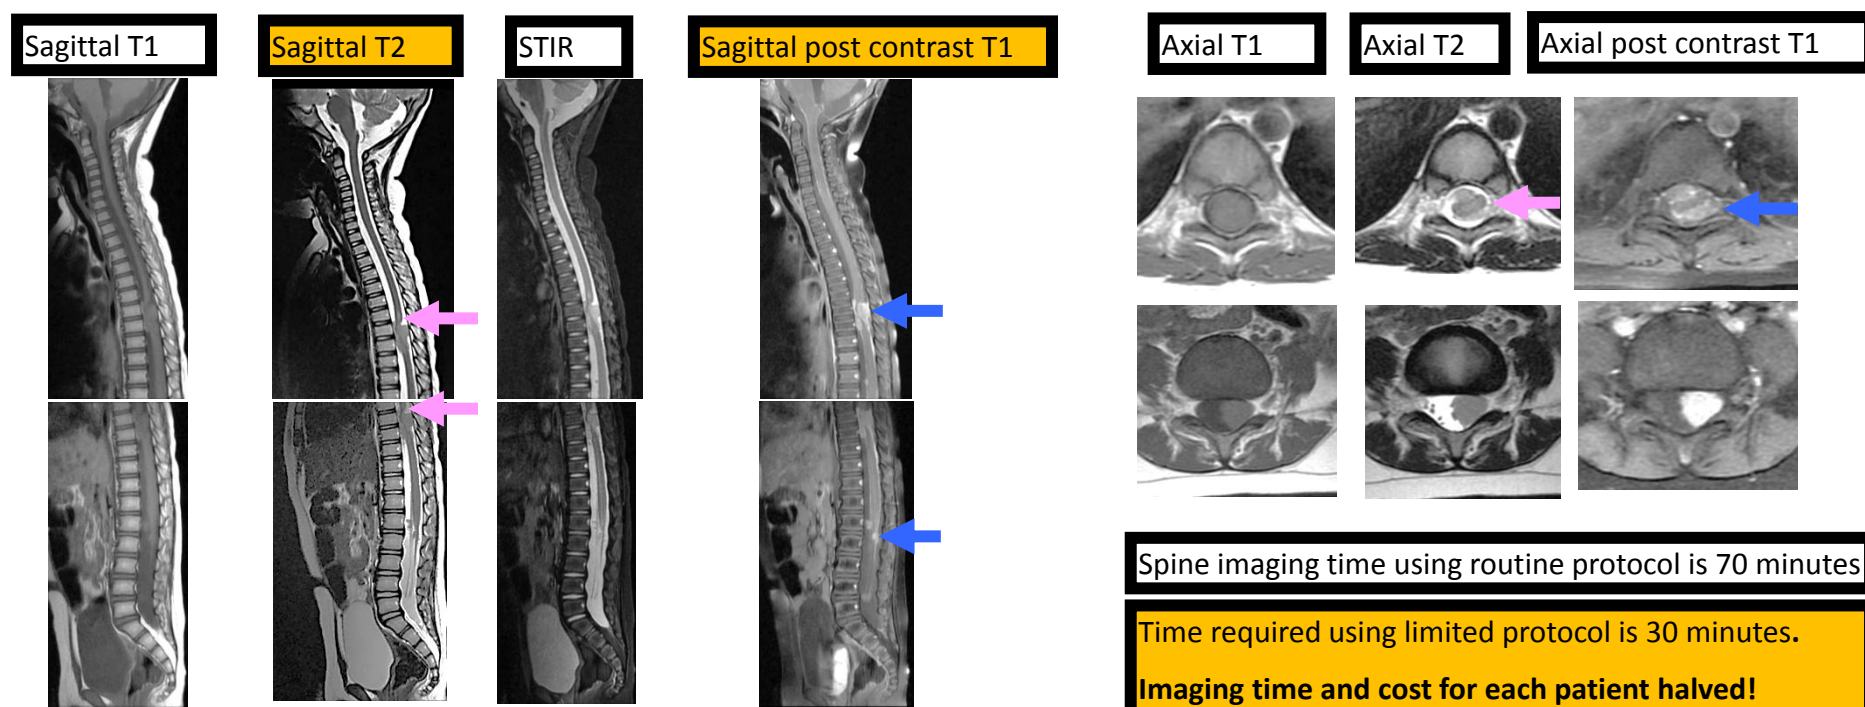 Sagittal T1
Sagittal T2
STIR
Sagittal post contrast T1
Axial T1
Axial T2
Axial post contrast T1
Spine imaging time using routine protocol is 70 minutes
Time required using limited protocol is 30 minutes.
Imaging time and cost for each patient halved!